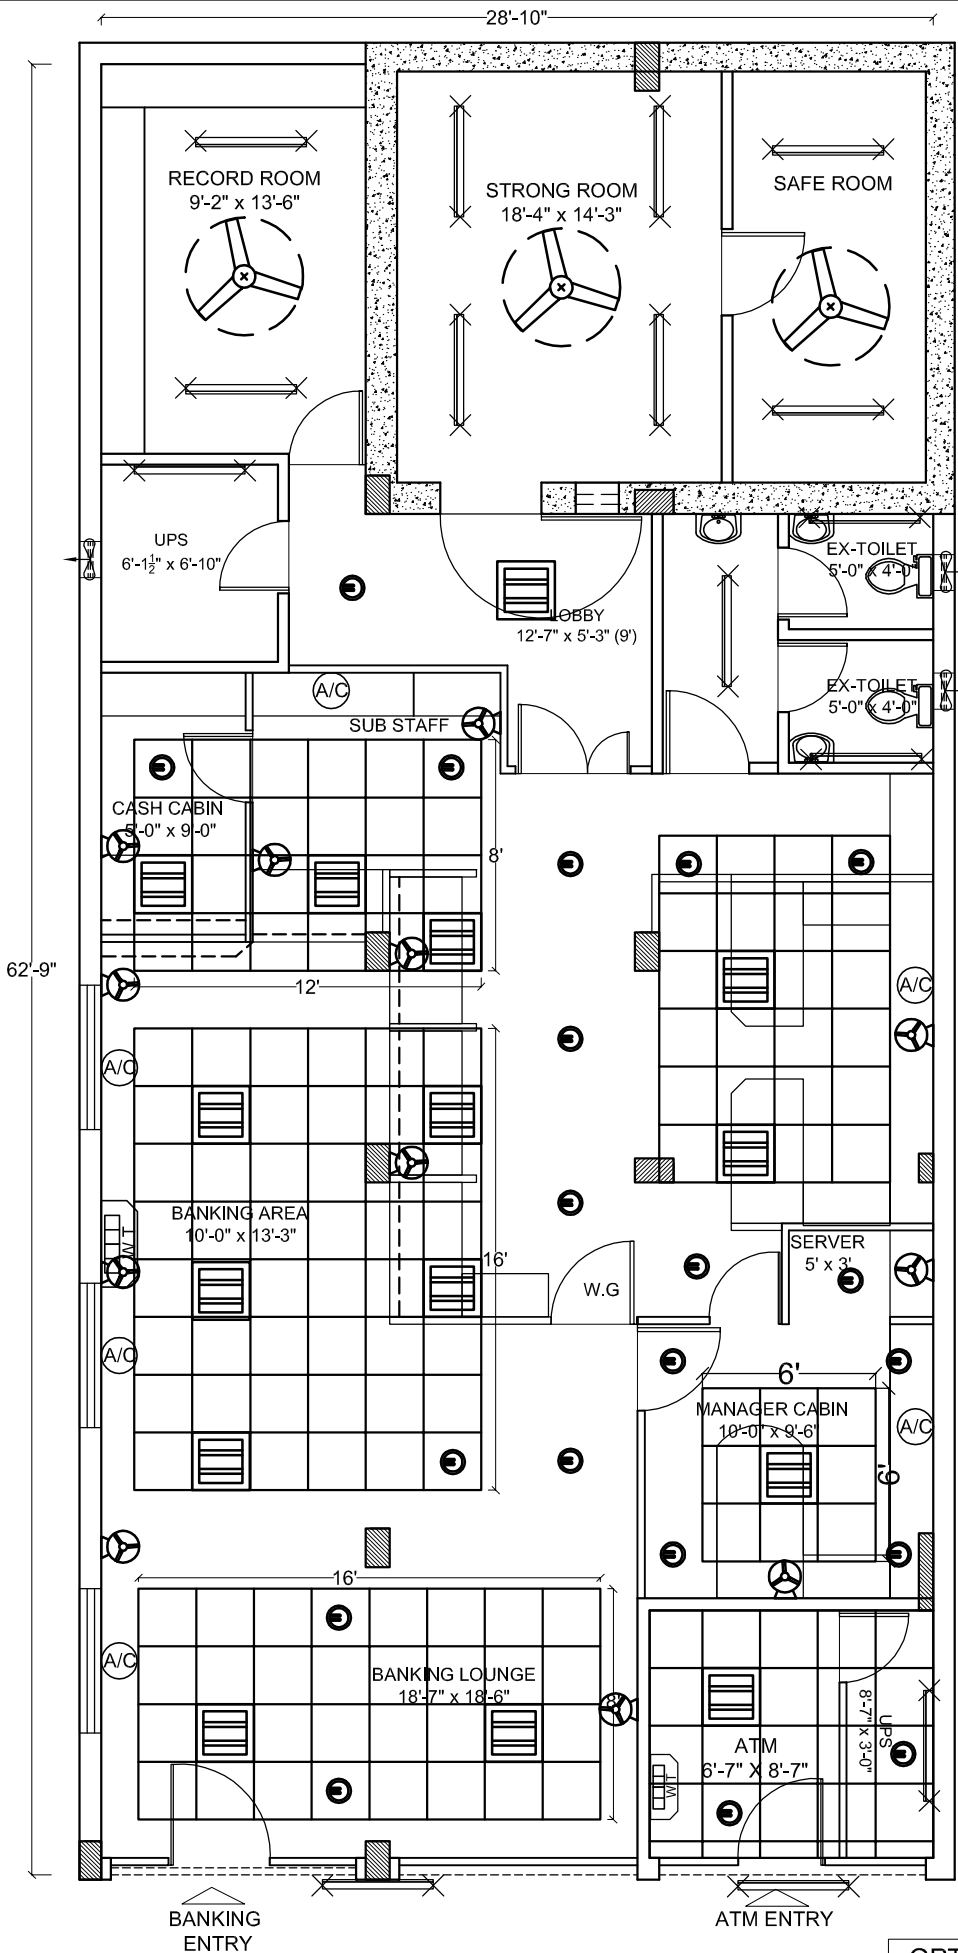 28'-10"
RECORD ROOM
9'-2" x 13'-6"
STRONG ROOM
18'-4" x 14'-3"
SAFE ROOM
UPS
6'-1½" x 6'-10"
EX-TOILET
5'-0" x 4'-0"
LOBBY
12'-7" x 5'-3" (9')
EX-TOILET
5'-0" x 4'-0"
A/C
SUB STAFF
CASH CABIN
5'-0" x 9'-0"
8'
62'-9"
12'
A/C
A/C
BANKING AREA
10'-0" x 13'-3"
16'
W.G
SERVER
5' x 3'
A/C
6'
MANAGER CABIN
10'-0" x 9'-6"
A/C
16'
A/C
BANKING LOUNGE
18'-7" x 18'-6"
8'
UPS
8'-7" x 3'-0"
ATM
6'-7" X 8'-7"
BANKING
ENTRY
ATM ENTRY